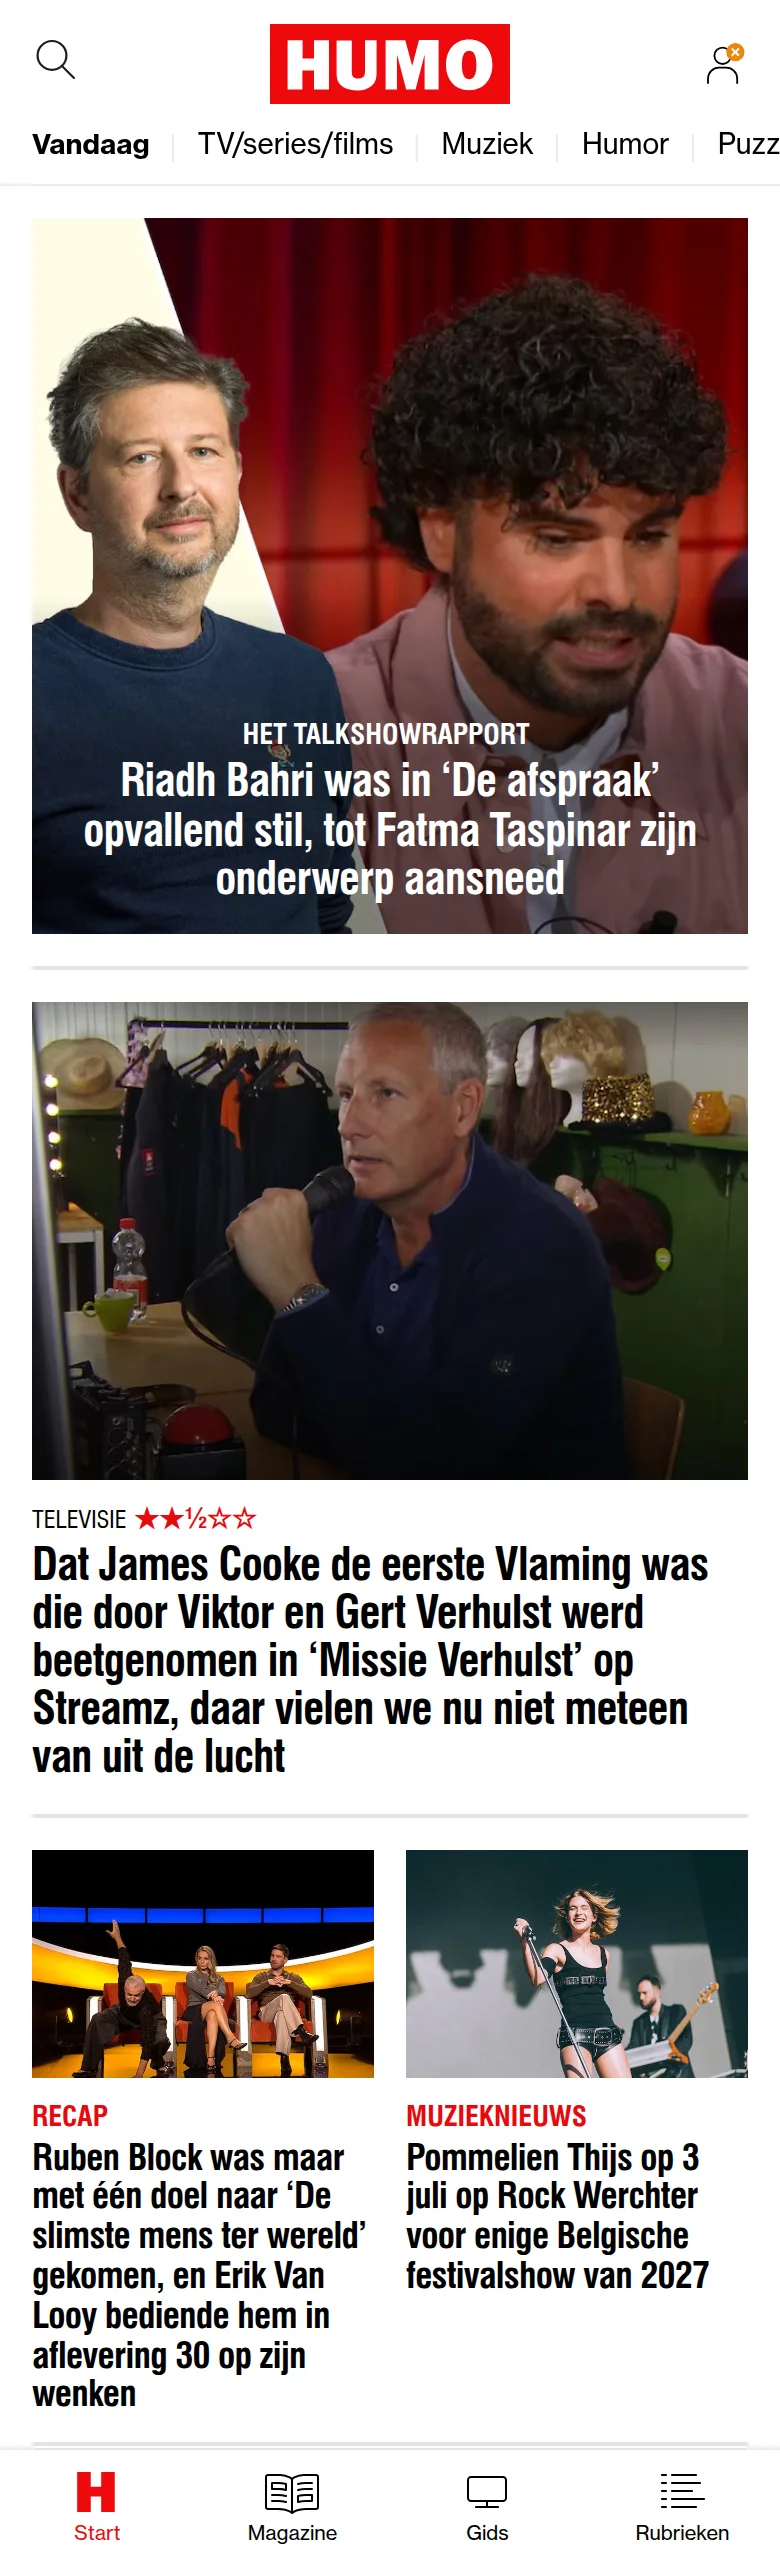 HUMO
Vandaag
TV/series/films
Muziek
Humor
Puzz
HET TALKSHOWRAPPORT
Riadh Bahri was in ‘De afspraak’
opvallend stil, tot Fatma Taspinar zijn
onderwerp aansneed
TELEVISIE ★★½☆☆
Dat James Cooke de eerste Vlaming was
die door Viktor en Gert Verhulst werd
beetgenomen in ‘Missie Verhulst’ op
Streamz, daar vielen we nu niet meteen
van uit de lucht
RECAP
Ruben Block was maar
met één doel naar ‘De
slimste mens ter wereld’
gekomen, en Erik Van
Looy bediende hem in
aflevering 30 op zijn
wenken
MUZIEKNIEUWS
Pommelien Thijs op 3
juli op Rock Werchter
voor enige Belgische
festivalshow van 2027
H
Start
Magazine
Gids
Rubrieken